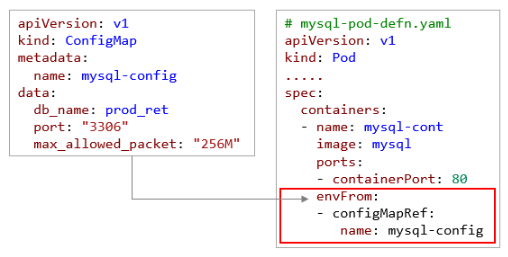 apiVersion: v1
kind: ConfigMap
metadata:
  name: mysql-config
data:
  db_name: prod_ret
  port: "3306"
  max_allowed_packet: "256M"
# mysql-pod-defn.yaml
apiVersion: v1
kind: Pod
.....
spec:
  containers:
  - name: mysql-cont
    image: mysql
    ports:
    - containerPort: 80
    envFrom:
    - configMapRef:
       name: mysql-config